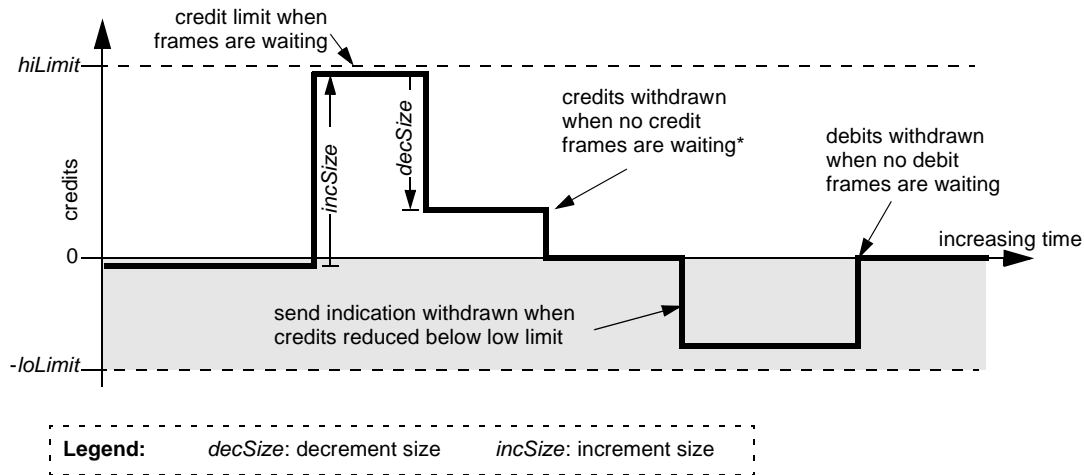 credit limit when
frames are waiting
hiLimit
credits
incSize
decSize
credits withdrawn
when no credit
frames are waiting*
debits withdrawn
when no debit
frames are waiting
0
increasing time
send indication withdrawn when
credits reduced below low limit
-loLimit
Legend: decSize: decrement size incSize: increment size